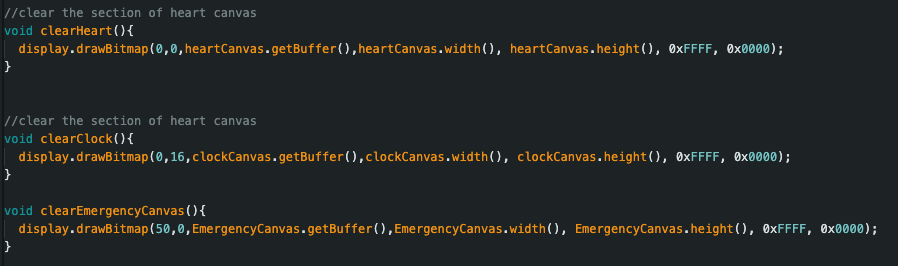 //clear the section of heart canvas
void clearHeart(){
  display.drawBitmap(0,0,heartCanvas.getBuffer(),heartCanvas.width(), heartCanvas.height(), 0xFFFF, 0x0000);
}
//clear the section of heart canvas
void clearClock(){
  display.drawBitmap(0,16,clockCanvas.getBuffer(),clockCanvas.width(), clockCanvas.height(), 0xFFFF, 0x0000);
}
void clearEmergencyCanvas(){
  display.drawBitmap(50,0,EmergencyCanvas.getBuffer(),EmergencyCanvas.width(), EmergencyCanvas.height(), 0xFFFF, 0x0000);
}